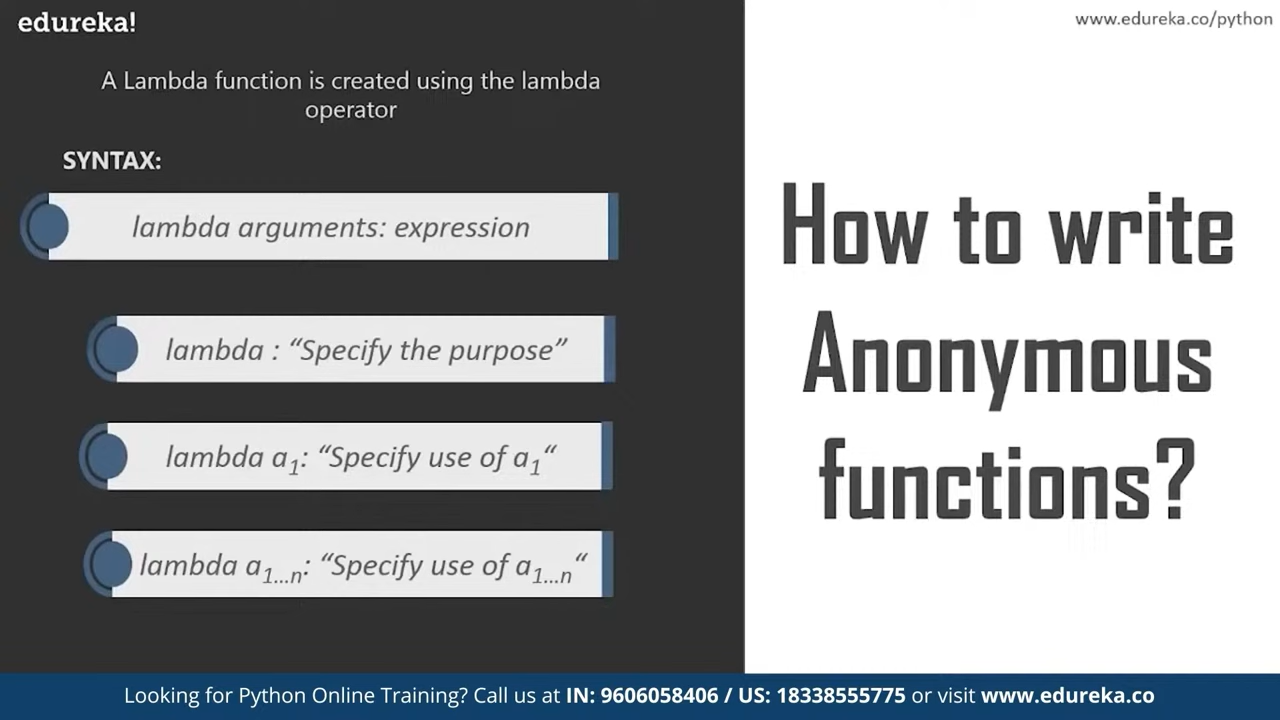 edureka!
www.edureka.co/python
A Lambda function is created using the lambda
operator
SYNTAX:
lambda arguments: expression
lambda : “Specify the purpose”
lambda a1: “Specify use of a1“
lambda a1...n: “Specify use of a1...n“
How to write
Anonymous
functions?
Looking for Python Online Training? Call us at IN: 9606058406 / US: 18338555775 or visit www.edureka.co